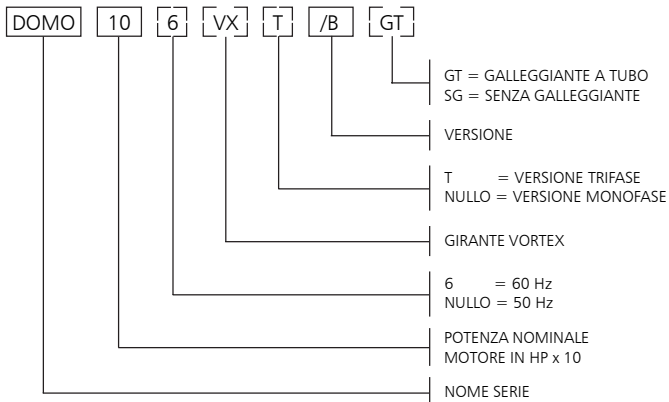 DOMO 10 6 VX T /B GT
GT = GALLEGGIANTE A TUBO
SG = SENZA GALLEGGIANTE
VERSIONE
T = VERSIONE TRIFASE
NULLO = VERSIONE MONOFASE
GIRANTE VORTEX
6 = 60 Hz
NULLO = 50 Hz
POTENZA NOMINALE
MOTORE IN HP x 10
NOME SERIE